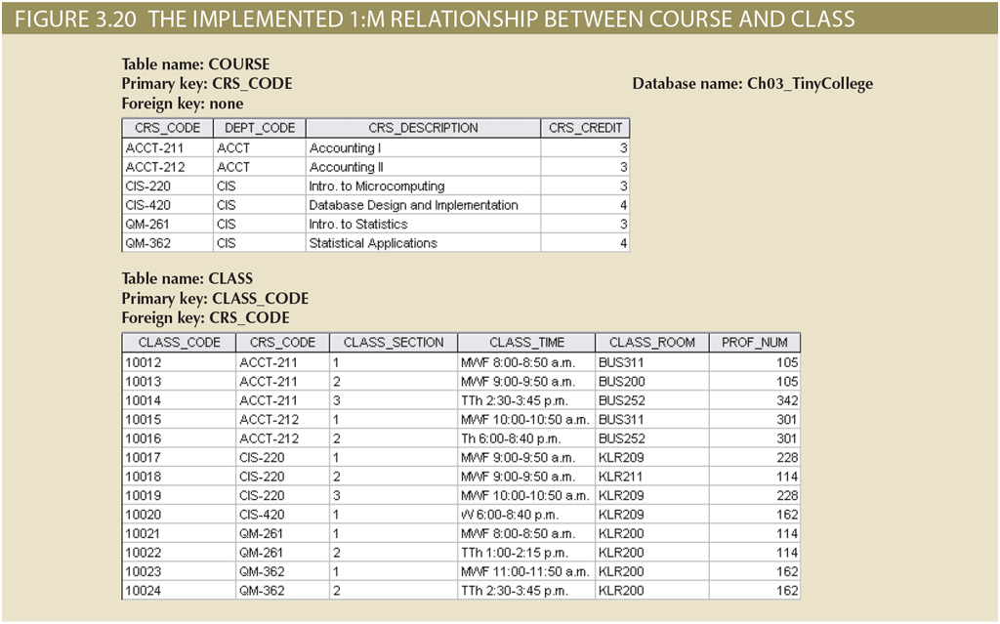 FIGURE 3.20 THE IMPLEMENTED 1:M RELATIONSHIP BETWEEN COURSE AND CLASS
Table name: COURSE
Primary key: CRS_CODE Database name: Ch03_TinyCollege
Foreign key: none
CRS_CODE DEPT_CODE CRS_DESCRIPTION CRS_CREDIT
ACCT-211 ACCT Accounting I 3
ACCT-212 ACCT Accounting II 3
CIS-220 CIS Intro. to Microcomputing 3
CIS-420 CIS Database Design and Implementation 4
QM-261 CIS Intro. to Statistics 3
QM-362 CIS Statistical Applications 4
Table name: CLASS
Primary key: CLASS_CODE
Foreign key: CRS_CODE
CLASS_CODE CRS_CODE CLASS_SECTION CLASS_TIME CLASS_ROOM PROF_NUM
10012 ACCT-211 1 MWF 8:00-8:50 a.m. BUS311 105
10013 ACCT-211 2 MWF 9:00-9:50 a.m. BUS200 105
10014 ACCT-211 3 TTh 2:30-3:45 p.m. BUS252 342
10015 ACCT-212 1 MWF 10:00-10:50 a.m. BUS311 301
10016 ACCT-212 2 Th 6:00-8:40 p.m. BUS252 301
10017 CIS-220 1 MWF 9:00-9:50 a.m. KLR209 228
10018 CIS-220 2 MWF 9:00-9:50 a.m. KLR211 114
10019 CIS-220 3 MWF 10:00-10:50 a.m. KLR209 228
10020 CIS-420 1 W 6:00-8:40 p.m. KLR209 162
10021 QM-261 1 MWF 8:00-8:50 a.m. KLR200 114
10022 QM-261 2 TTh 1:00-2:15 p.m. KLR200 114
10023 QM-362 1 MWF 11:00-11:50 a.m. KLR200 162
10024 QM-362 2 TTh 2:30-3:45 p.m. KLR200 162